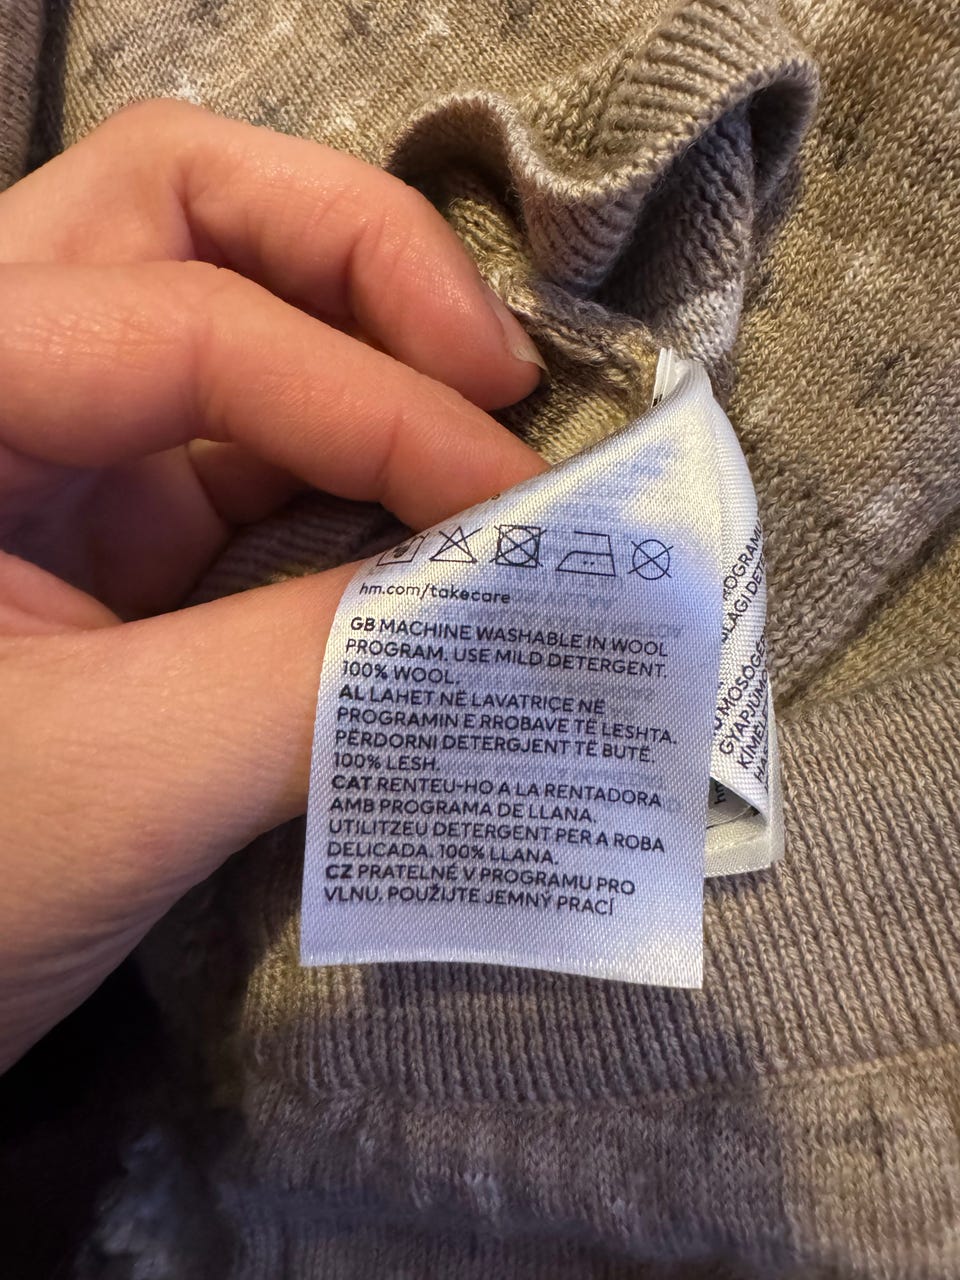 hm.com/takecare
GB MACHINE WASHABLE IN WOOL
PROGRAM. USE MILD DETERGENT.
100% WOOL.
AL LAHET NË LAVATRICE NË
PROGRAMIN E RROBAVE TË LESHTA.
PËRDORNI DETERGJENT TË BUTË.
100% LESH.
CAT RENTEU-HO A LA RENTADORA
AMB PROGRAMA DE LLANA.
UTILITZEU DETERGENT PER A ROBA
DELICADA. 100% LLANA.
CZ PRATELNÉ V PROGRAMU PRO
VLNU. POUŽIJTE JEMNÝ PRACÍ